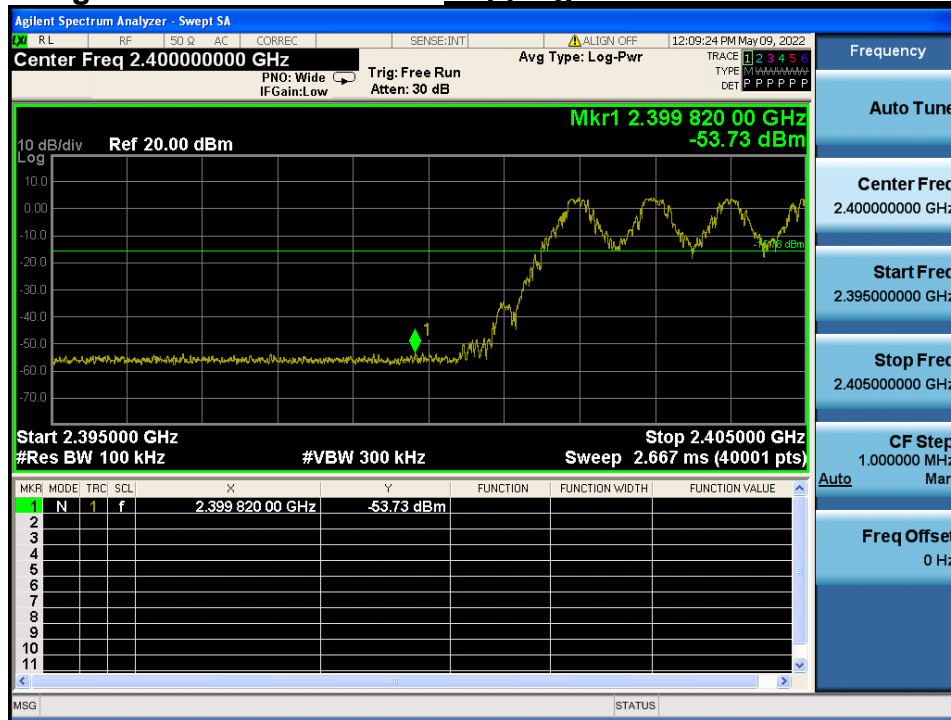 Agilent Spectrum Analyzer - Swept SA
LXI RL RF 50 Ω AC CORREC SENSE:INT ALIGN OFF 12:09:24 PM May 09, 2022
Center Freq 2.400000000 GHz
PNO: Wide
IFGain:Low
Trig: Free Run
Atten: 30 dB
Avg Type: Log-Pwr
TRACE 1 2 3 4 5 6
TYPE M
DET P P P P P P
Mkr1 2.399 820 00 GHz
-53.73 dBm
10 dB/div Ref 20.00 dBm
Log
10.0
0.00
-10.0
-20.0
-30.0
-40.0
-50.0
-60.0
-70.0
1
Start 2.395000 GHz Stop 2.405000 GHz
#Res BW 100 kHz #VBW 300 kHz Sweep 2.667 ms (40001 pts)
MKR MODE TRC SCL X Y FUNCTION FUNCTION WIDTH FUNCTION VALUE
1 N 1 f 2.399 820 00 GHz -53.73 dBm
2
3
4
5
6
7
8
9
10
11
MSG STATUS
Frequency
Auto Tune
Center Freq
2.400000000 GHz
Start Freq
2.395000000 GHz
Stop Freq
2.405000000 GHz
CF Step
1.000000 MHz
Auto Man
Freq Offset
0 Hz